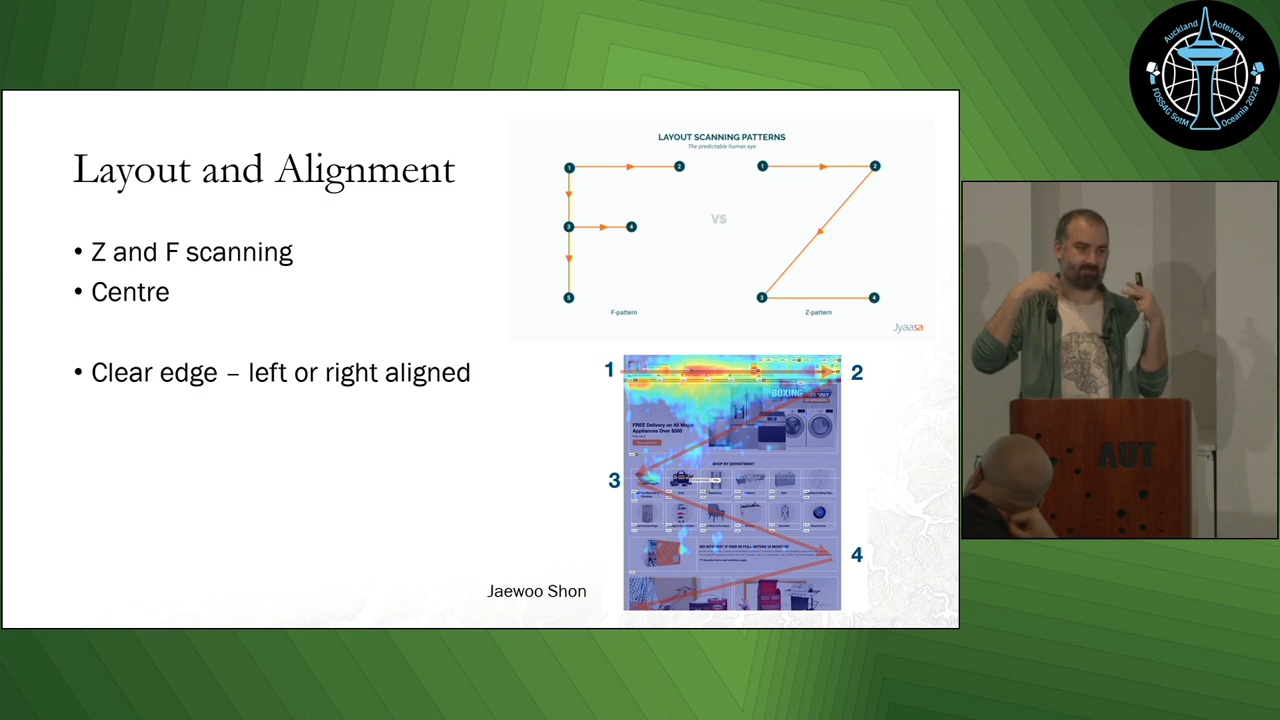 Layout and Alignment
• Z and F scanning
• Centre
• Clear edge – left or right aligned
LAYOUT SCANNING PATTERNS
The predictable human eye
1
2
3
4
5
VS
1
2
3
4
F-pattern
Z-pattern
Jyaasa
1
2
3
4
BOXING
FREE Delivery on All Major
Appliances Over $695
SHOP BY DEPARTMENT
Jaewoo Shon
Auckland Aotearoa
FOSS4G SotM Oceania 2023
AUT